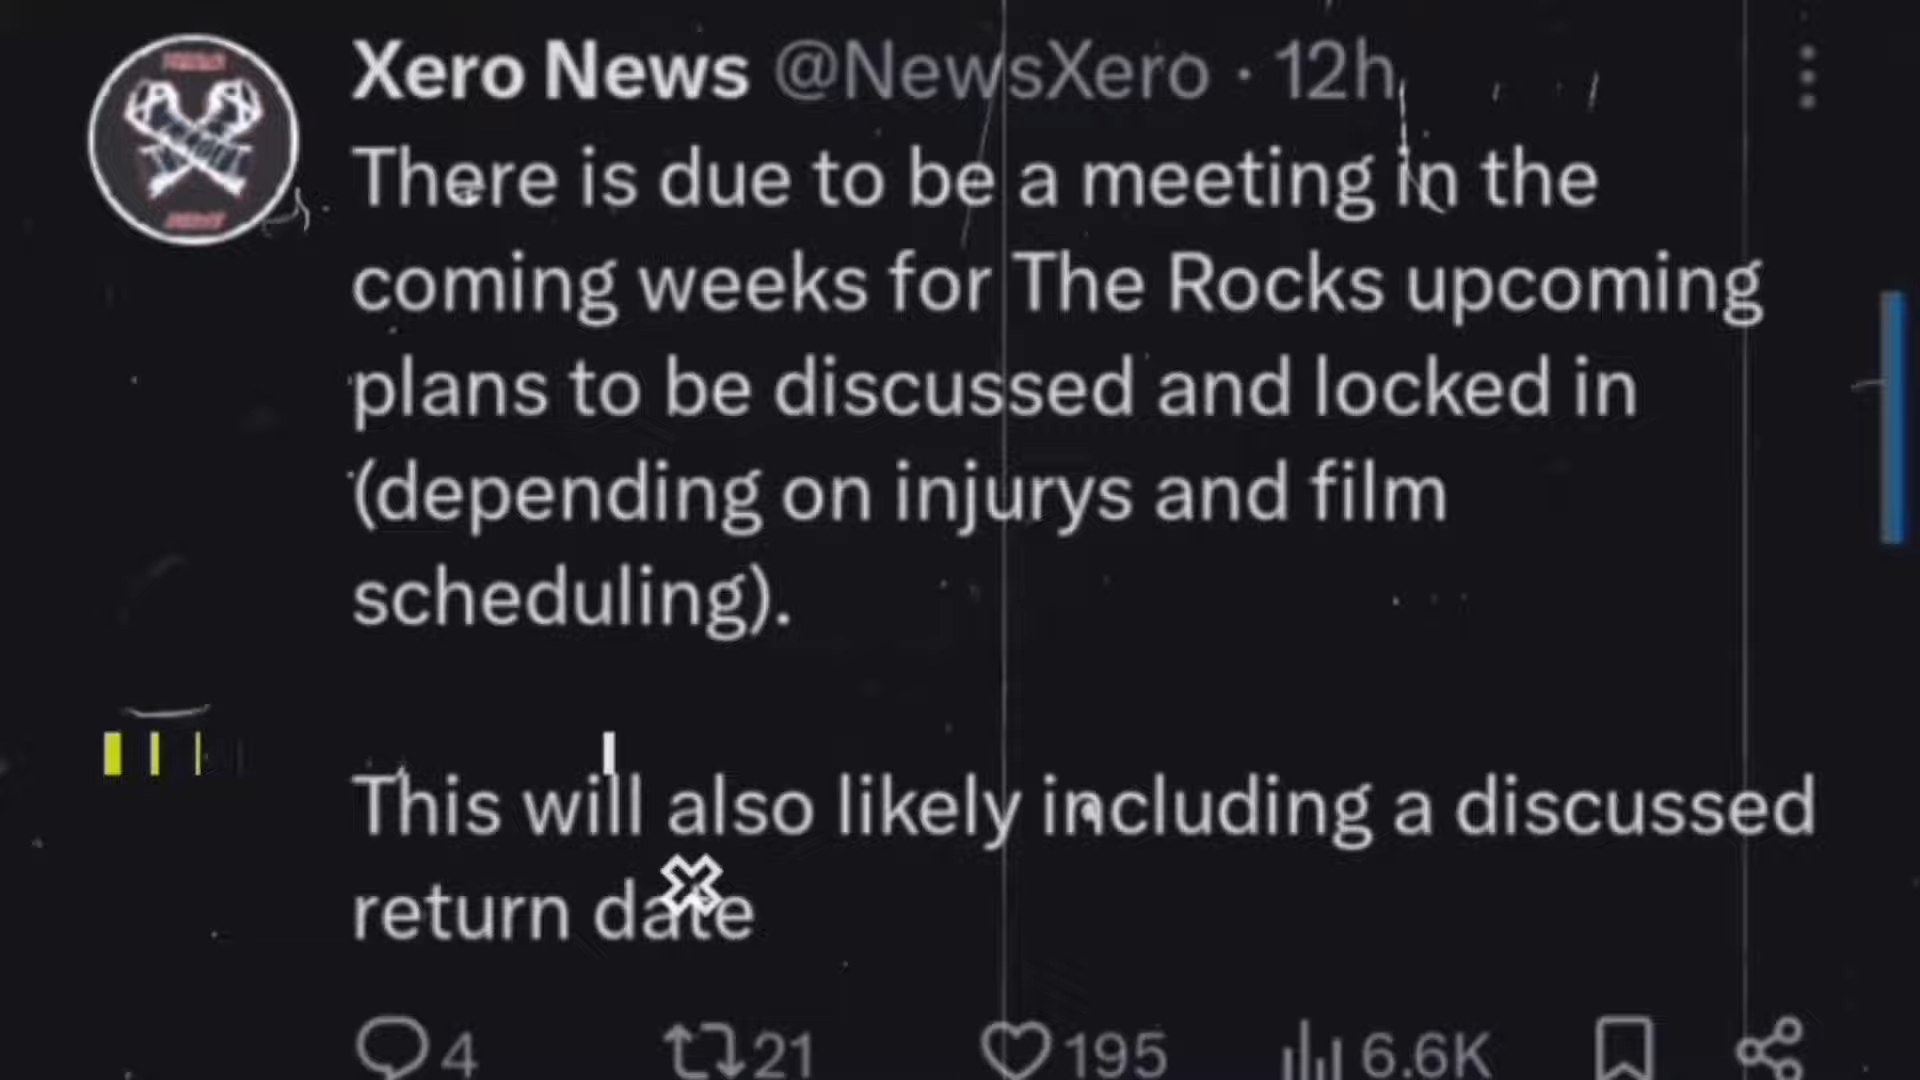 Xero News @NewsXero · 12h
There is due to be a meeting in the
coming weeks for The Rocks upcoming
plans to be discussed and locked in
(depending on injurys and film
scheduling).
This will also likely including a discussed
return date
4 21 195 6.6K